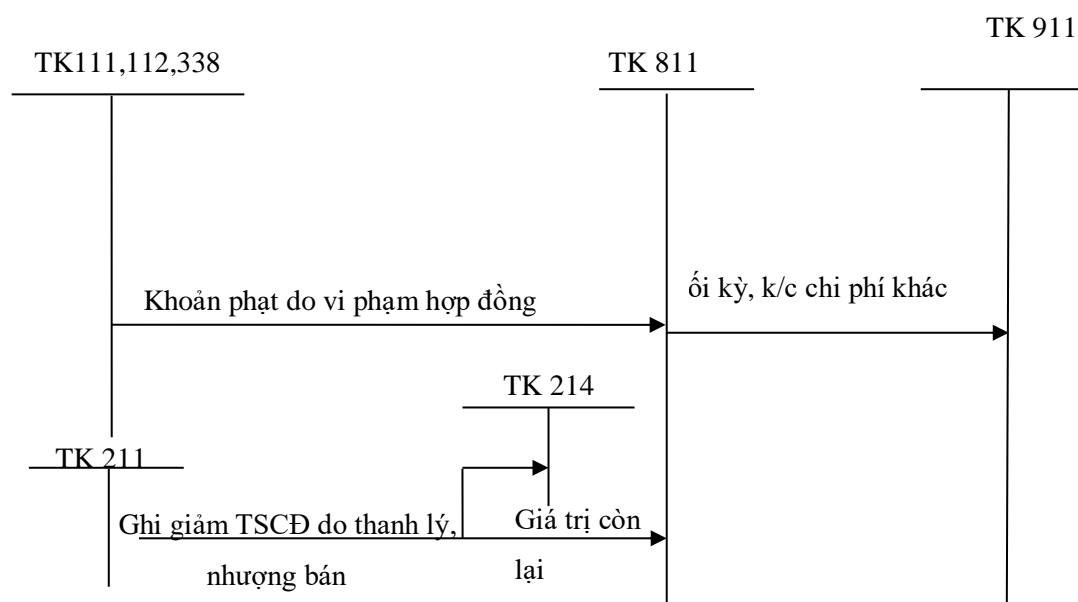 TK 911
TK111,112,338
TK 811
ối kỳ, k/c chi phí khác
Khoản phạt do vi phạm hợp đồng
TK 214
TK 211
Ghi giảm TSCĐ do thanh lý,
nhượng bán
Giá trị còn
lại